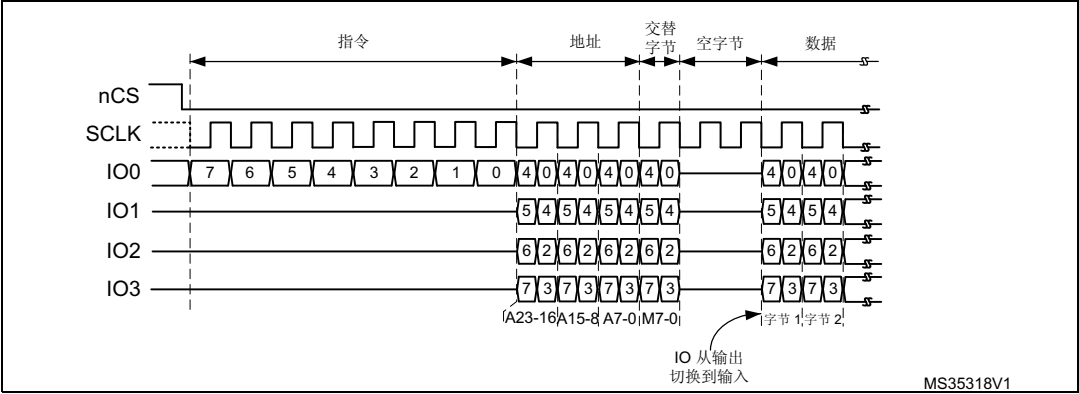 指令
地址
交替
字节
空字节
数据
nCS
SCLK
IO0 7 6 5 4 3 2 1 0 4 0 4 0 4 0 4 0 4 0 4 0
IO1 5 4 5 4 5 4 5 4 5 4 5 4
IO2 6 2 6 2 6 2 6 2 6 2 6 2
IO3 7 3 7 3 7 3 7 3 7 3 7 3
A23-16 A15-8 A7-0 M7-0 字节 1 字节 2
IO 从输出
切换到输入
MS35318V1